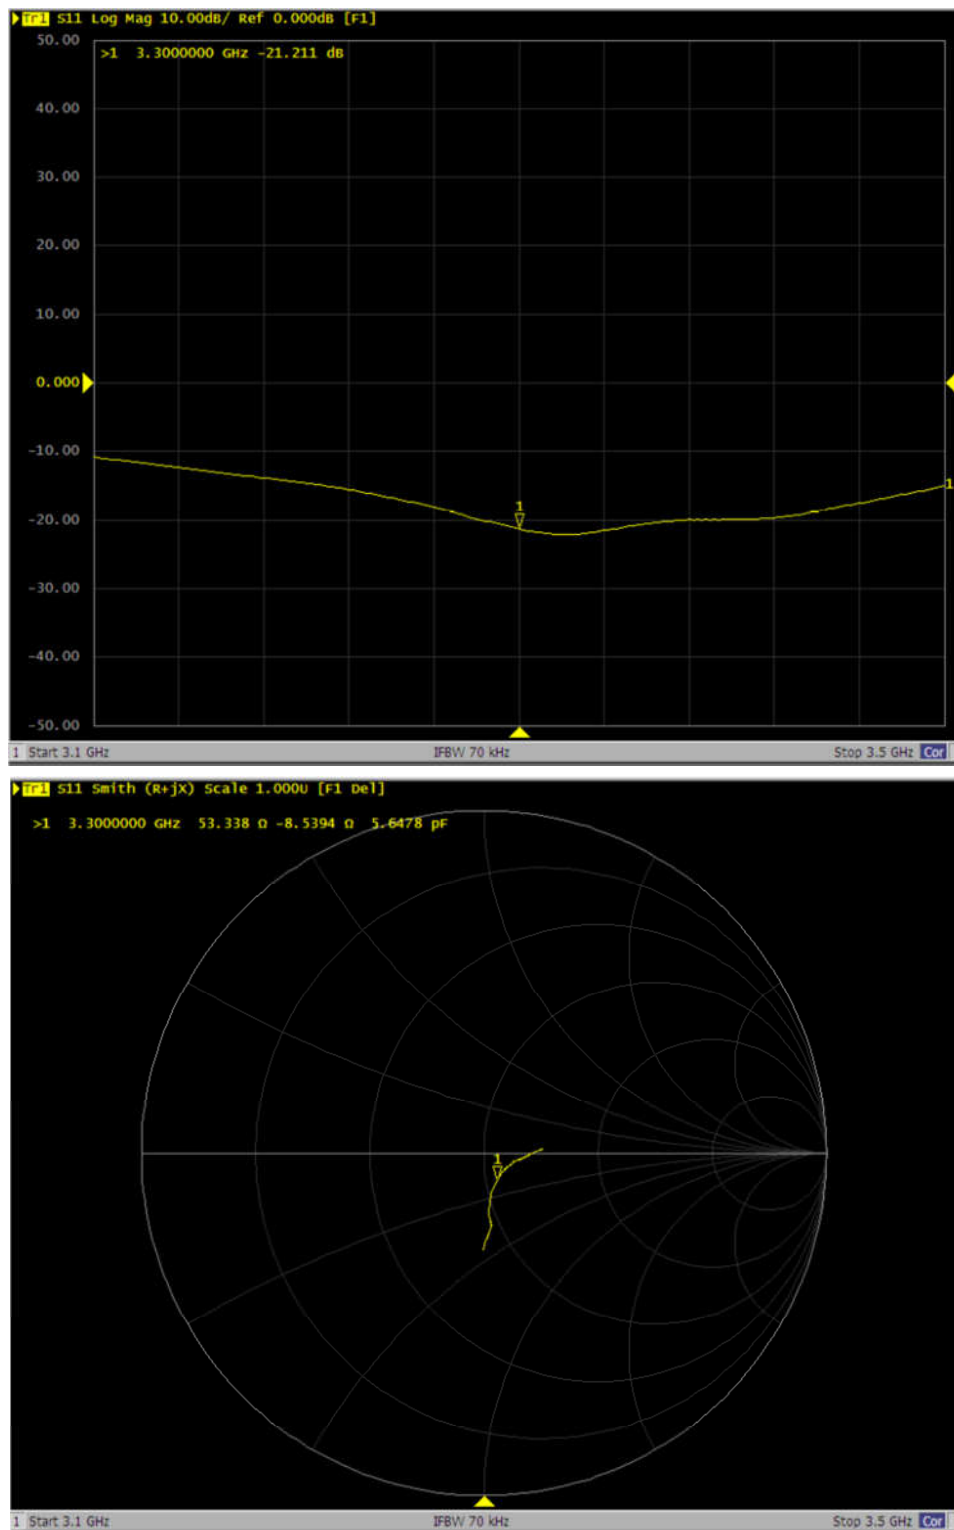 Tr1 S11 Log Mag 10.00dB/ Ref 0.000dB [F1]
50.00
>1 3.3000000 GHz -21.211 dB
40.00
30.00
20.00
10.00
0.000
-10.00
1
1
-20.00
-30.00
-40.00
-50.00
1 Start 3.1 GHz IFBW 70 kHz Stop 3.5 GHz Cor
Tr1 S11 Smith (R+jX) Scale 1.000U [F1 Del]
>1 3.3000000 GHz 53.338 Ω -8.5394 Ω 5.6478 pF
1
1 Start 3.1 GHz IFBW 70 kHz Stop 3.5 GHz Cor